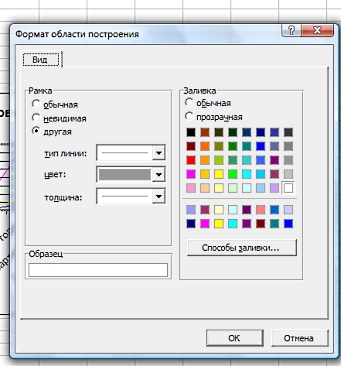 Формат области построения
Вид
Рамка
обычная
невидимая
другая
тип линии:
цвет:
толщина:
Образец
Заливка
обычная
прозрачная
Способы заливки...
ОК
Отмена